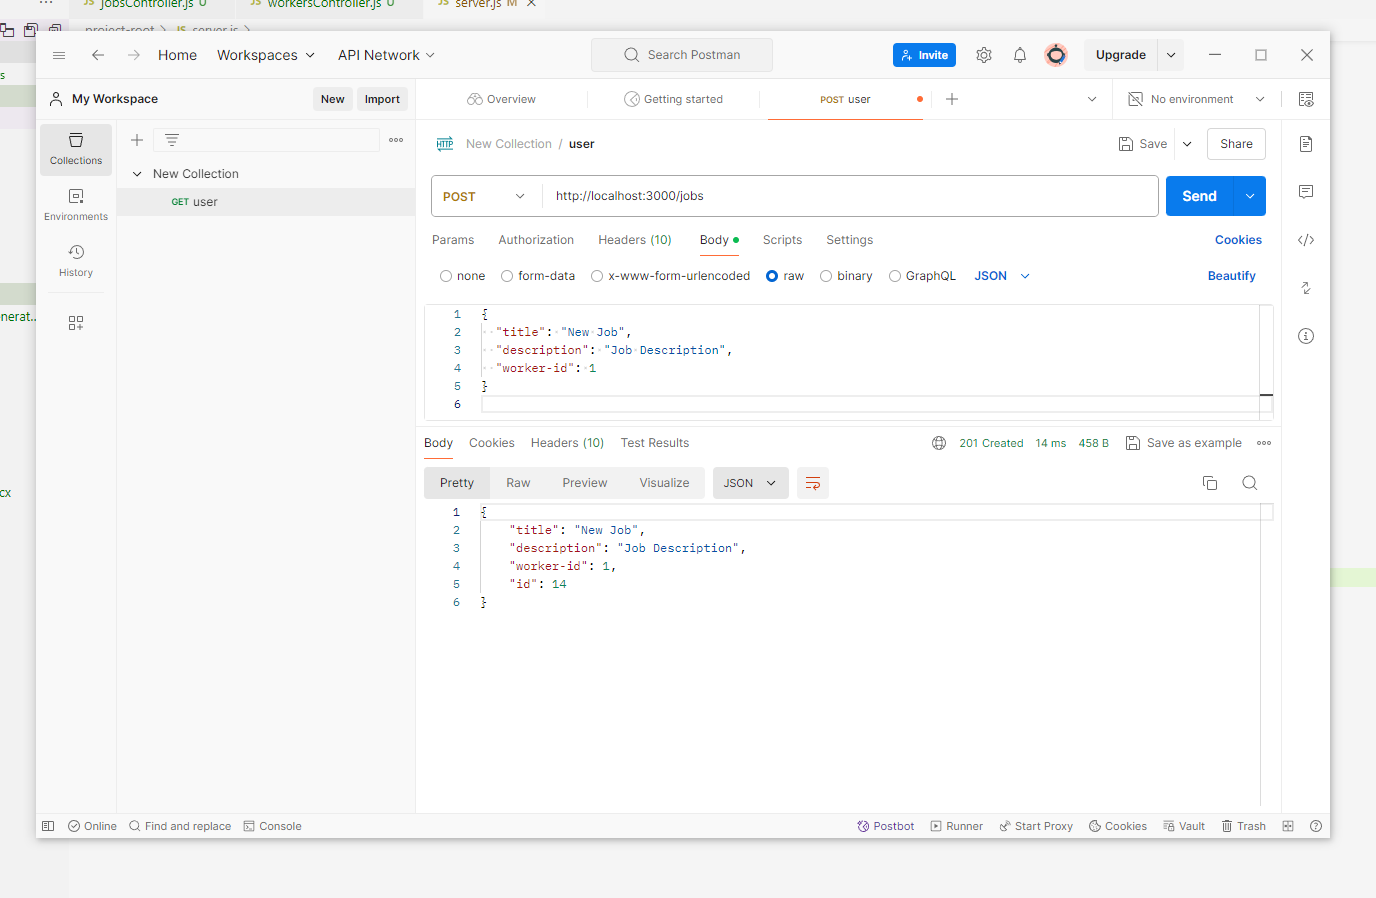 jobsController.js U
workersController.js U
JS server.js M
project-root > JS server.js >
Home
Workspaces
API Network
Search Postman
Invite
Upgrade
My Workspace
New
Import
Overview
Getting started
POST user
No environment
Collections
Environments
History
New Collection
GET user
HTTP New Collection / user
Save
Share
POST
http://localhost:3000/jobs
Send
Params
Authorization
Headers (10)
Body
Scripts
Settings
Cookies
none
form-data
x-www-form-urlencoded
raw
binary
GraphQL
JSON
Beautify
1 {
2 "title": "New Job",
3 "description": "Job Description",
4 "worker-id": 1
5 }
6
Body
Cookies
Headers (10)
Test Results
201 Created
14 ms
458 B
Save as example
Pretty
Raw
Preview
Visualize
JSON
1 {
2 "title": "New Job",
3 "description": "Job Description",
4 "worker-id": 1,
5 "id": 14
6 }
Online
Find and replace
Console
Postbot
Runner
Start Proxy
Cookies
Vault
Trash